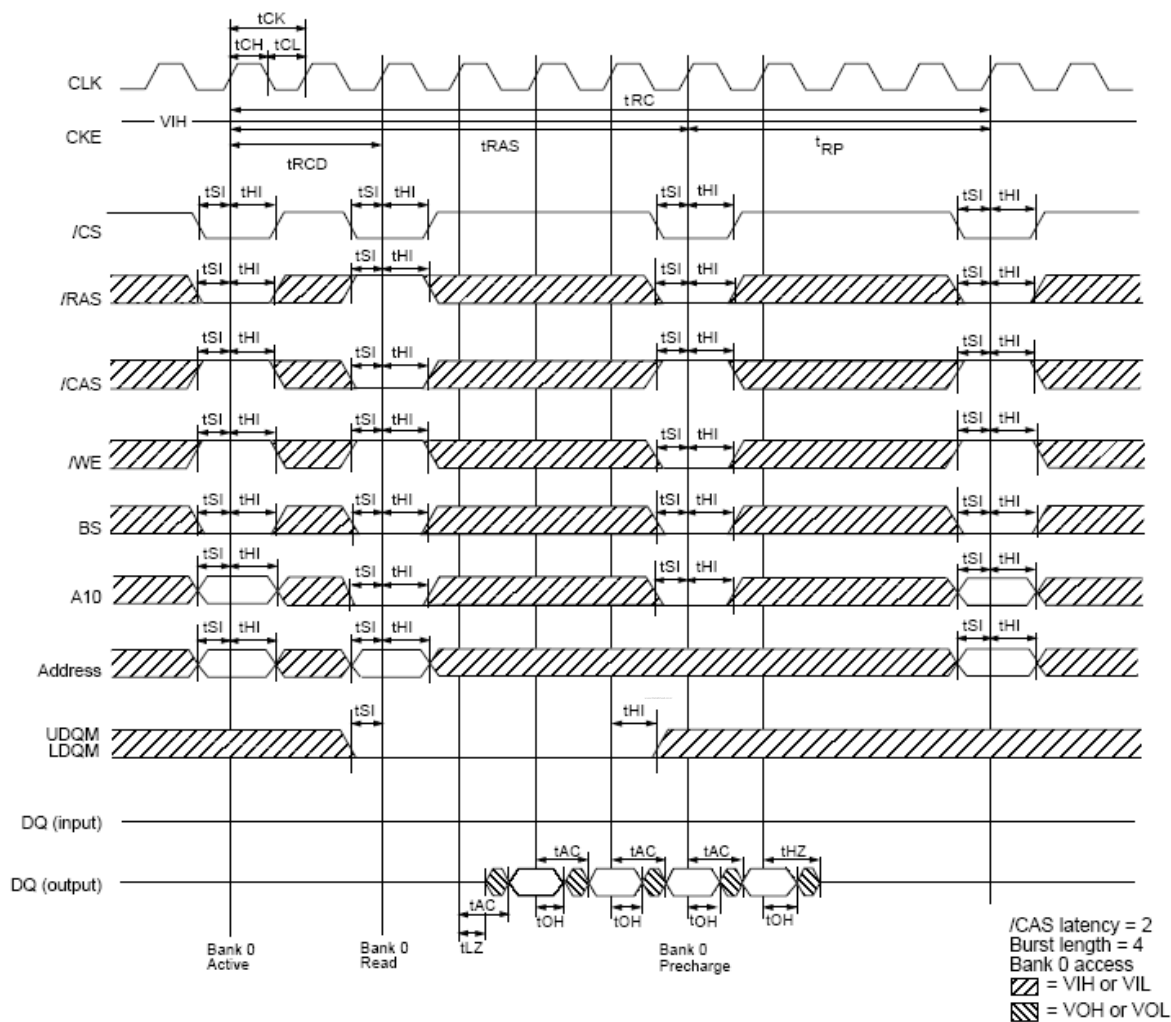 tCK
tCH tCL
CLK
tRC
VIH
CKE
tRAS
tRP
tRCD
tSI tHI tSI tHI tSI tHI tSI tHI
/CS
tSI tHI tSI tHI tSI tHI tSI tHI
/RAS
tSI tHI tSI tHI tSI tHI tSI tHI
/CAS
tSI tHI tSI tHI tSI tHI tSI tHI
/WE
tSI tHI tSI tHI tSI tHI tSI tHI
BS
tSI tHI tSI tHI tSI tHI tSI tHI
A10
tSI tHI tSI tHI tSI tHI
Address
tSI tHI
UDQM
LDQM
DQ (input)
tAC tAC tAC tHZ
DQ (output)
tAC
tOH tOH tOH tOH
tLZ
Bank 0
Active
Bank 0
Read
Bank 0
Precharge
/CAS latency = 2
Burst length = 4
Bank 0 access
= VIH or VIL
= VOH or VOL